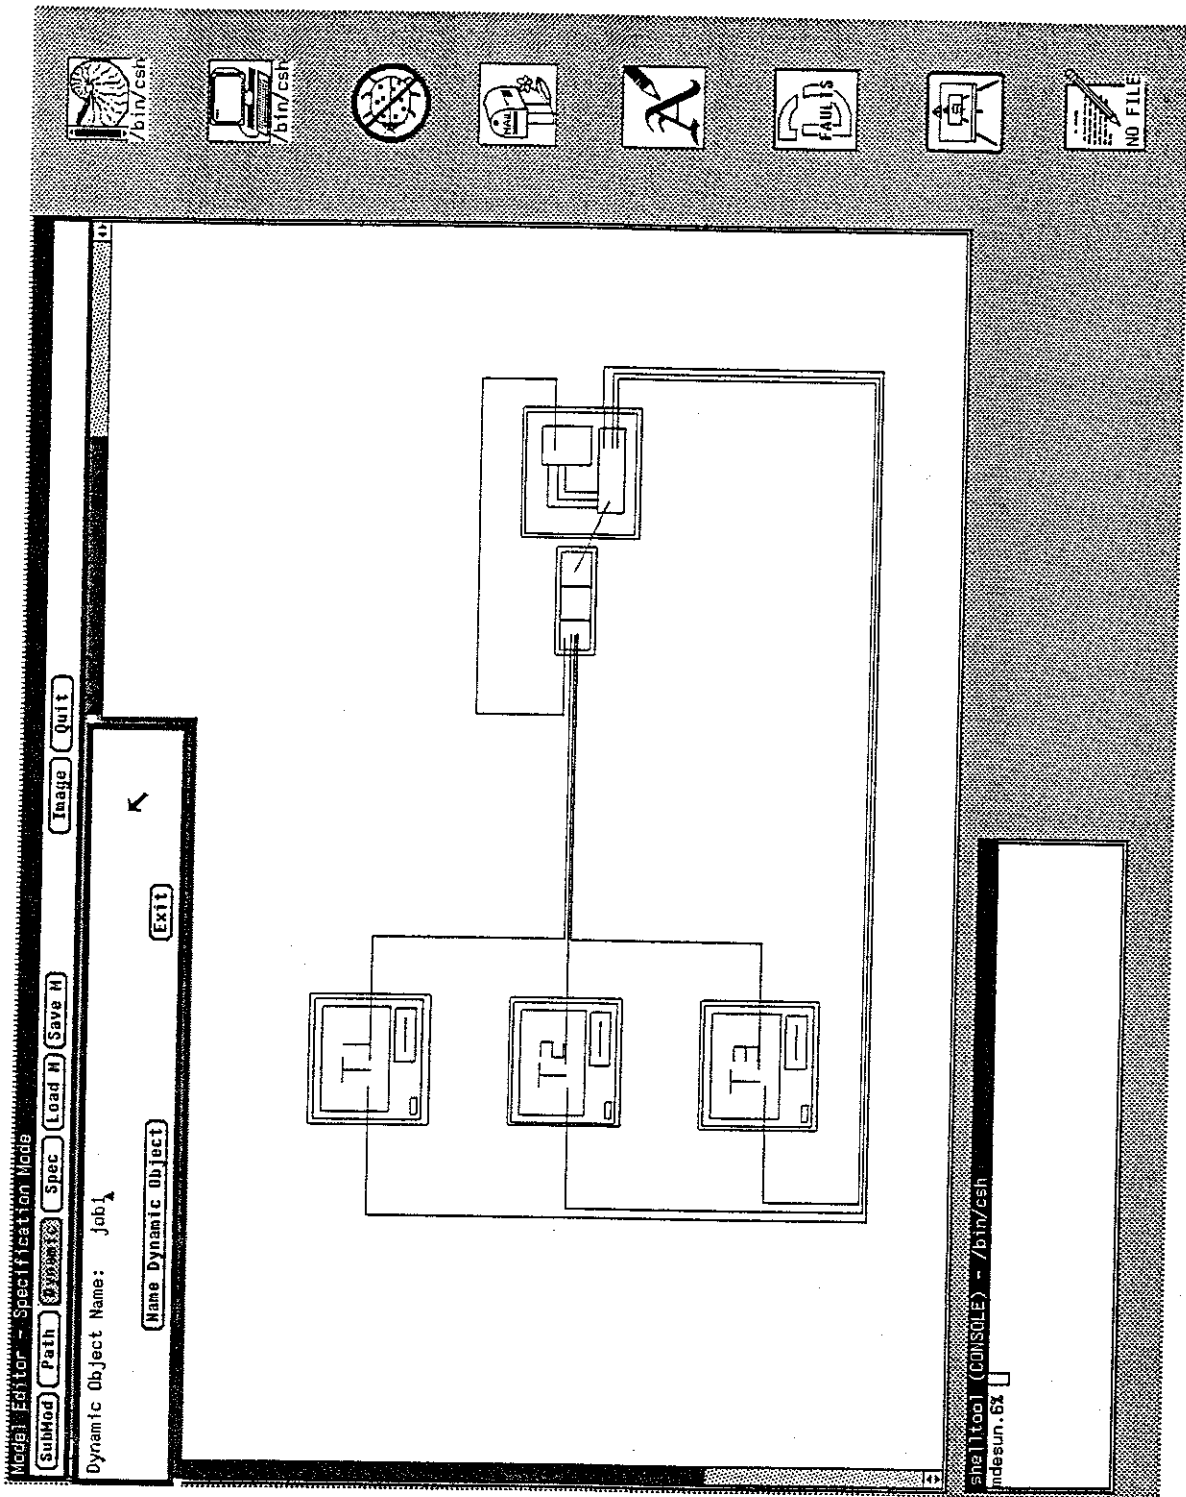 Model Editor - Specification Mode
SubMod Path Dynamic Spec Load M Save M Image Quit
Dynamic Object Name: job1
Name Dynamic Object Exit
T1
T2
T3
shelltool (CONSOLE) - /bin/csh
mdesun.6%
/bin/csh
/bin/csh
MAIL
A
FAULTS
NO FILE